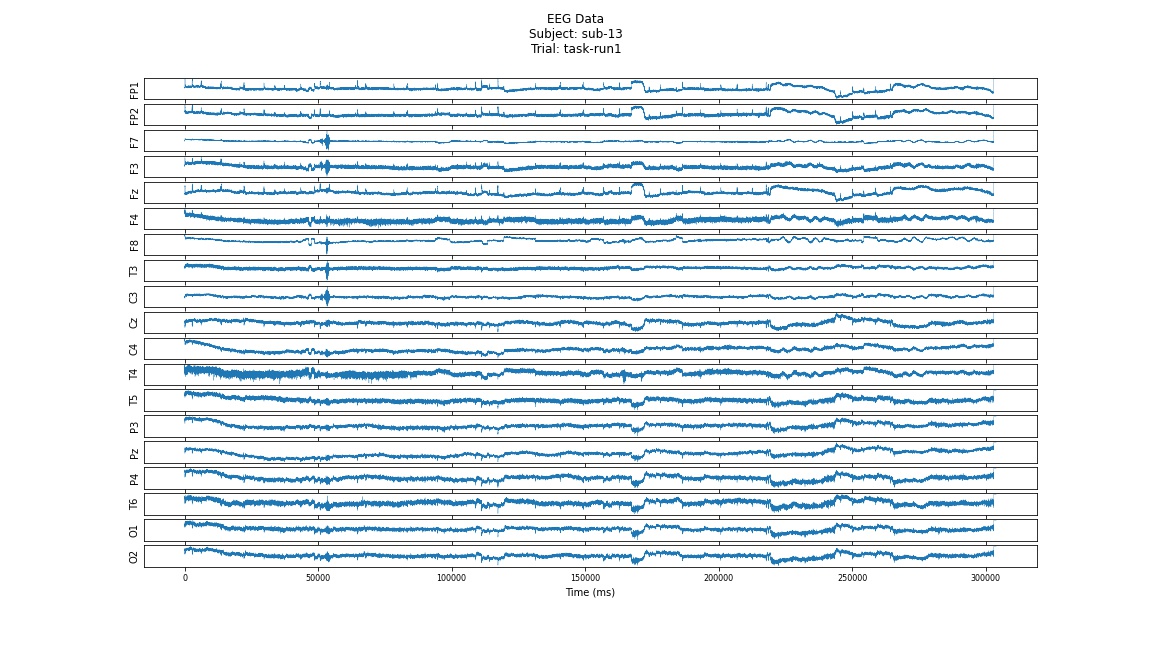 EEG Data
Subject: sub-13
Trial: task-run1
FP1
FP2
F7
F3
Fz
F4
F8
T3
C3
Cz
C4
T4
T5
P3
Pz
P4
T6
O1
O2
0 50000 100000 150000 200000 250000 300000
Time (ms)